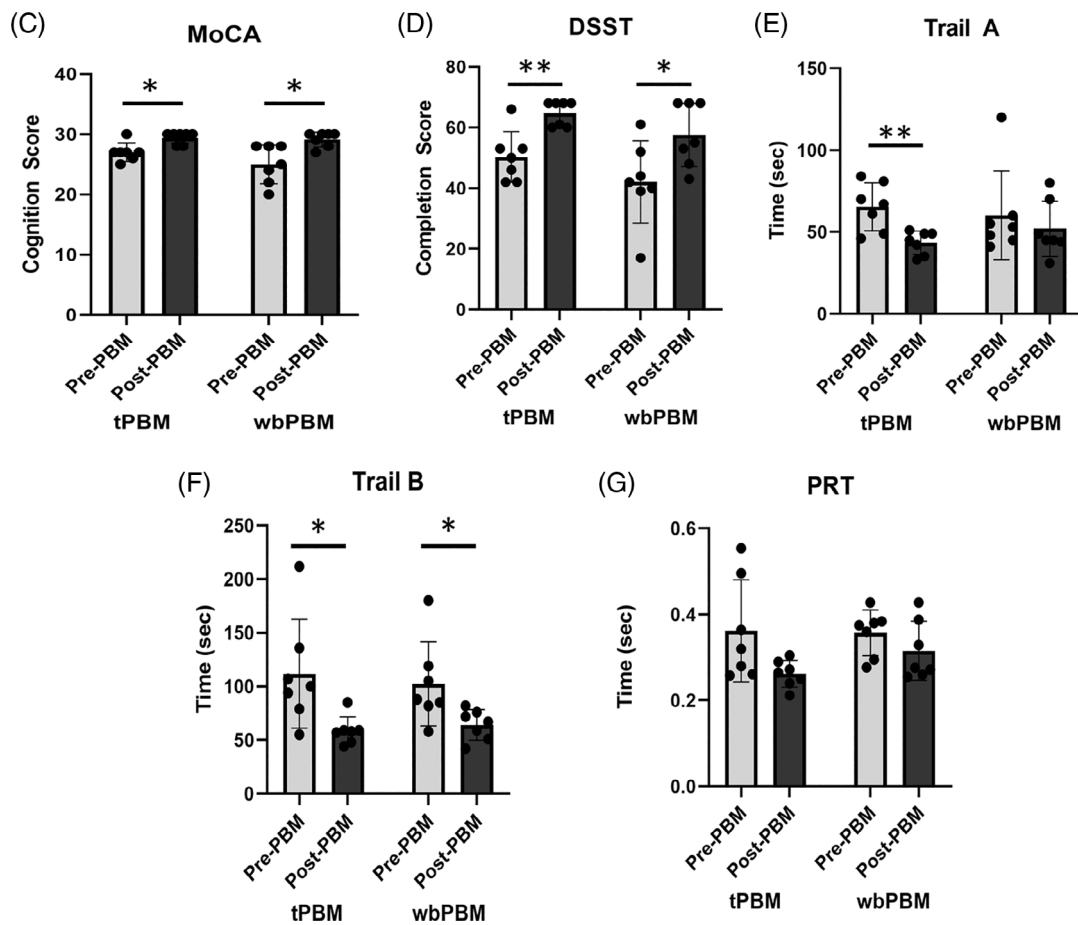 (C)
MoCA
Cognition Score
40
30
20
10
0
*
*
Pre-PBM
Post-PBM
Pre-PBM
Post-PBM
tPBM
wbPBM
(D)
DSST
Completion Score
80
60
40
20
0
**
*
Pre-PBM
Post-PBM
Pre-PBM
Post-PBM
tPBM
wbPBM
(E)
Trail A
Time (sec)
150
100
50
0
**
Pre-PBM
Post-PBM
Pre-PBM
Post-PBM
tPBM
wbPBM
(F)
Trail B
Time (sec)
250
200
150
100
50
0
*
*
Pre-PBM
Post-PBM
Pre-PBM
Post-PBM
tPBM
wbPBM
(G)
PRT
Time (sec)
0.6
0.4
0.2
0.0
Pre-PBM
Post-PBM
Pre-PBM
Post-PBM
tPBM
wbPBM